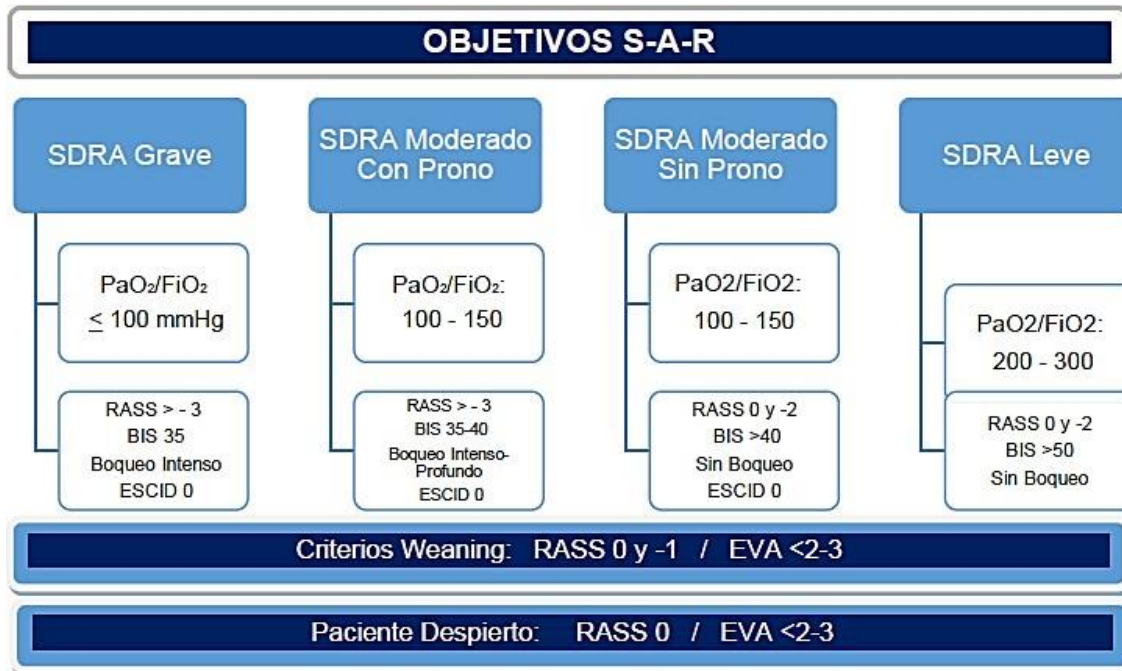 OBJETIVOS S-A-R
SDRA Grave
PaO₂/FiO₂
≤ 100 mmHg
RASS > - 3
BIS 35
Boqueo Intenso
ESCID 0
SDRA Moderado
Con Prono
PaO₂/FiO₂:
100 - 150
RASS > - 3
BIS 35-40
Boqueo Intenso-
Profundo
ESCID 0
SDRA Moderado
Sin Prono
PaO2/FiO2:
100 - 150
RASS 0 y -2
BIS >40
Sin Boqueo
ESCID 0
SDRA Leve
PaO2/FiO2:
200 - 300
RASS 0 y -2
BIS >50
Sin Boqueo
Criterios Weaning: RASS 0 y -1 / EVA <2-3
Paciente Despierto: RASS 0 / EVA <2-3